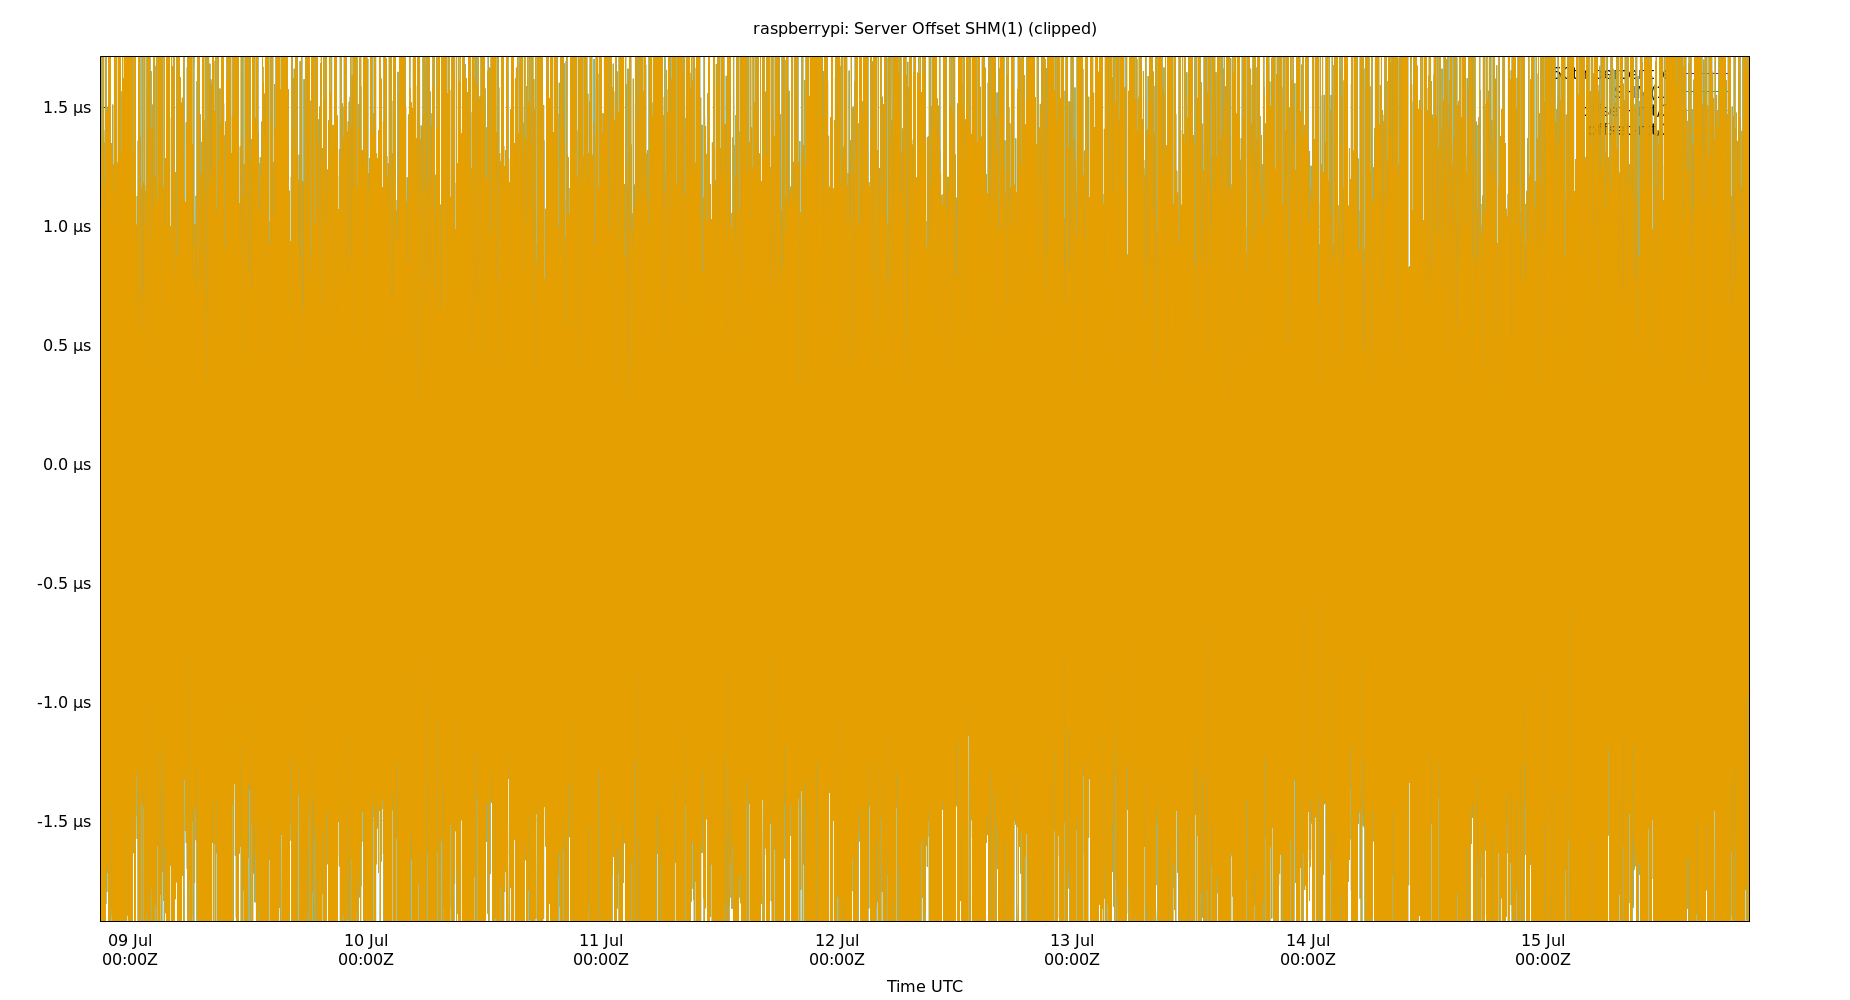 raspberrypi: Server Offset SHM(1) (clipped)
1.5 µs
1.0 µs
0.5 µs
0.0 µs
-0.5 µs
-1.0 µs
-1.5 µs
09 Jul 10 Jul 11 Jul 12 Jul 13 Jul 14 Jul 15 Jul
00:00Z 00:00Z 00:00Z 00:00Z 00:00Z 00:00Z 00:00Z
Time UTC